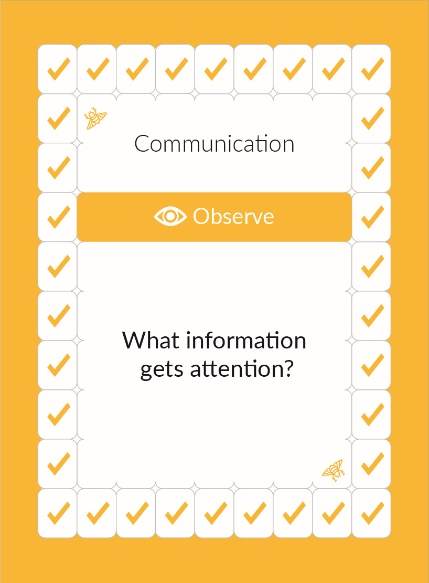 Communication
Observe
What information
gets attention?